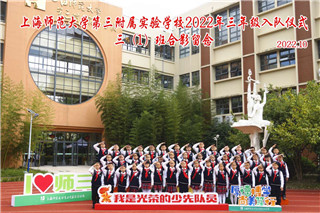 上海师范大学第三附属实验学校2022年三年级入队仪式
三（1）班合影留念
2022.10
I 师三
我是光荣的少先队员